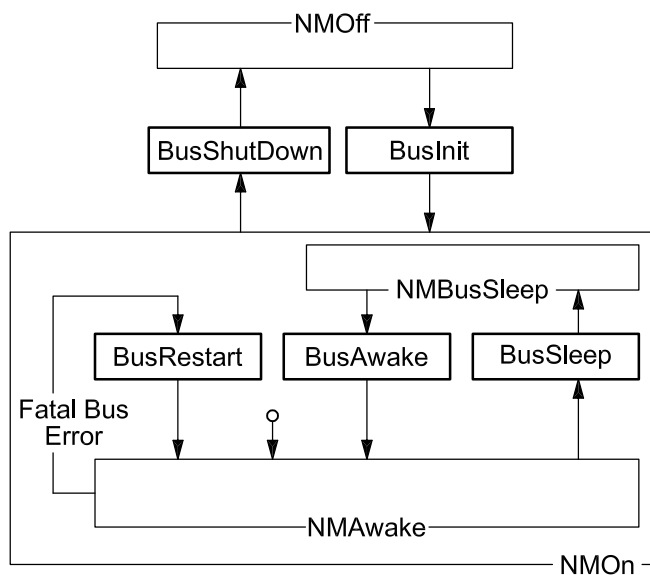 NMOff
BusShutDown
BusInit
NMBusSleep
BusRestart
BusAwake
BusSleep
Fatal Bus
Error
NMAwake
NMOn